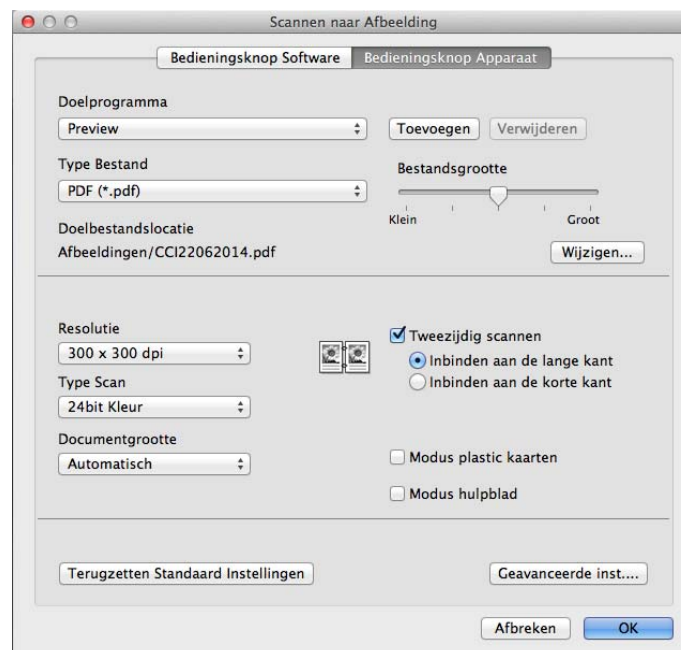 Scannen naar Afbeelding
Bedieningsknop Software Bedieningsknop Apparaat
Doelprogramma
Preview Toevoegen Verwijderen
Type Bestand Bestandsgrootte
PDF (*.pdf)
Klein Groot
Doelbestandslocatie
Afbeeldingen/CCI22062014.pdf Wijzigen...
Resolutie
300 x 300 dpi
Type Scan
24bit Kleur
Documentgrootte
Automatisch
Tweezijdig scannen
Inbinden aan de lange kant
Inbinden aan de korte kant
Modus plastic kaarten
Modus hulpblad
Terugzetten Standaard Instellingen Geavanceerde inst....
Afbreken OK